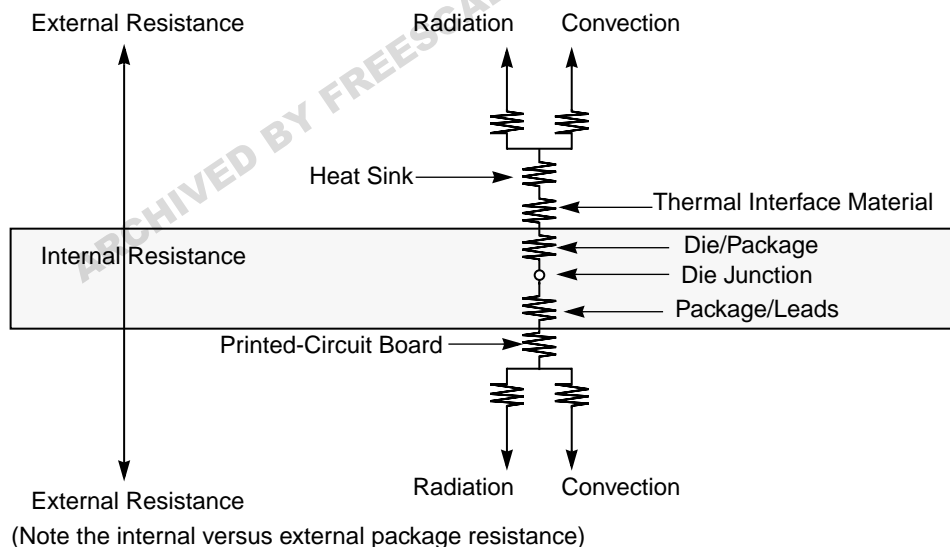 External Resistance
Radiation Convection
ARCHIVED BY FREESCA
Heat Sink
Thermal Interface Material
Internal Resistance
Die/Package
Die Junction
Package/Leads
Printed-Circuit Board
Radiation Convection
External Resistance
(Note the internal versus external package resistance)